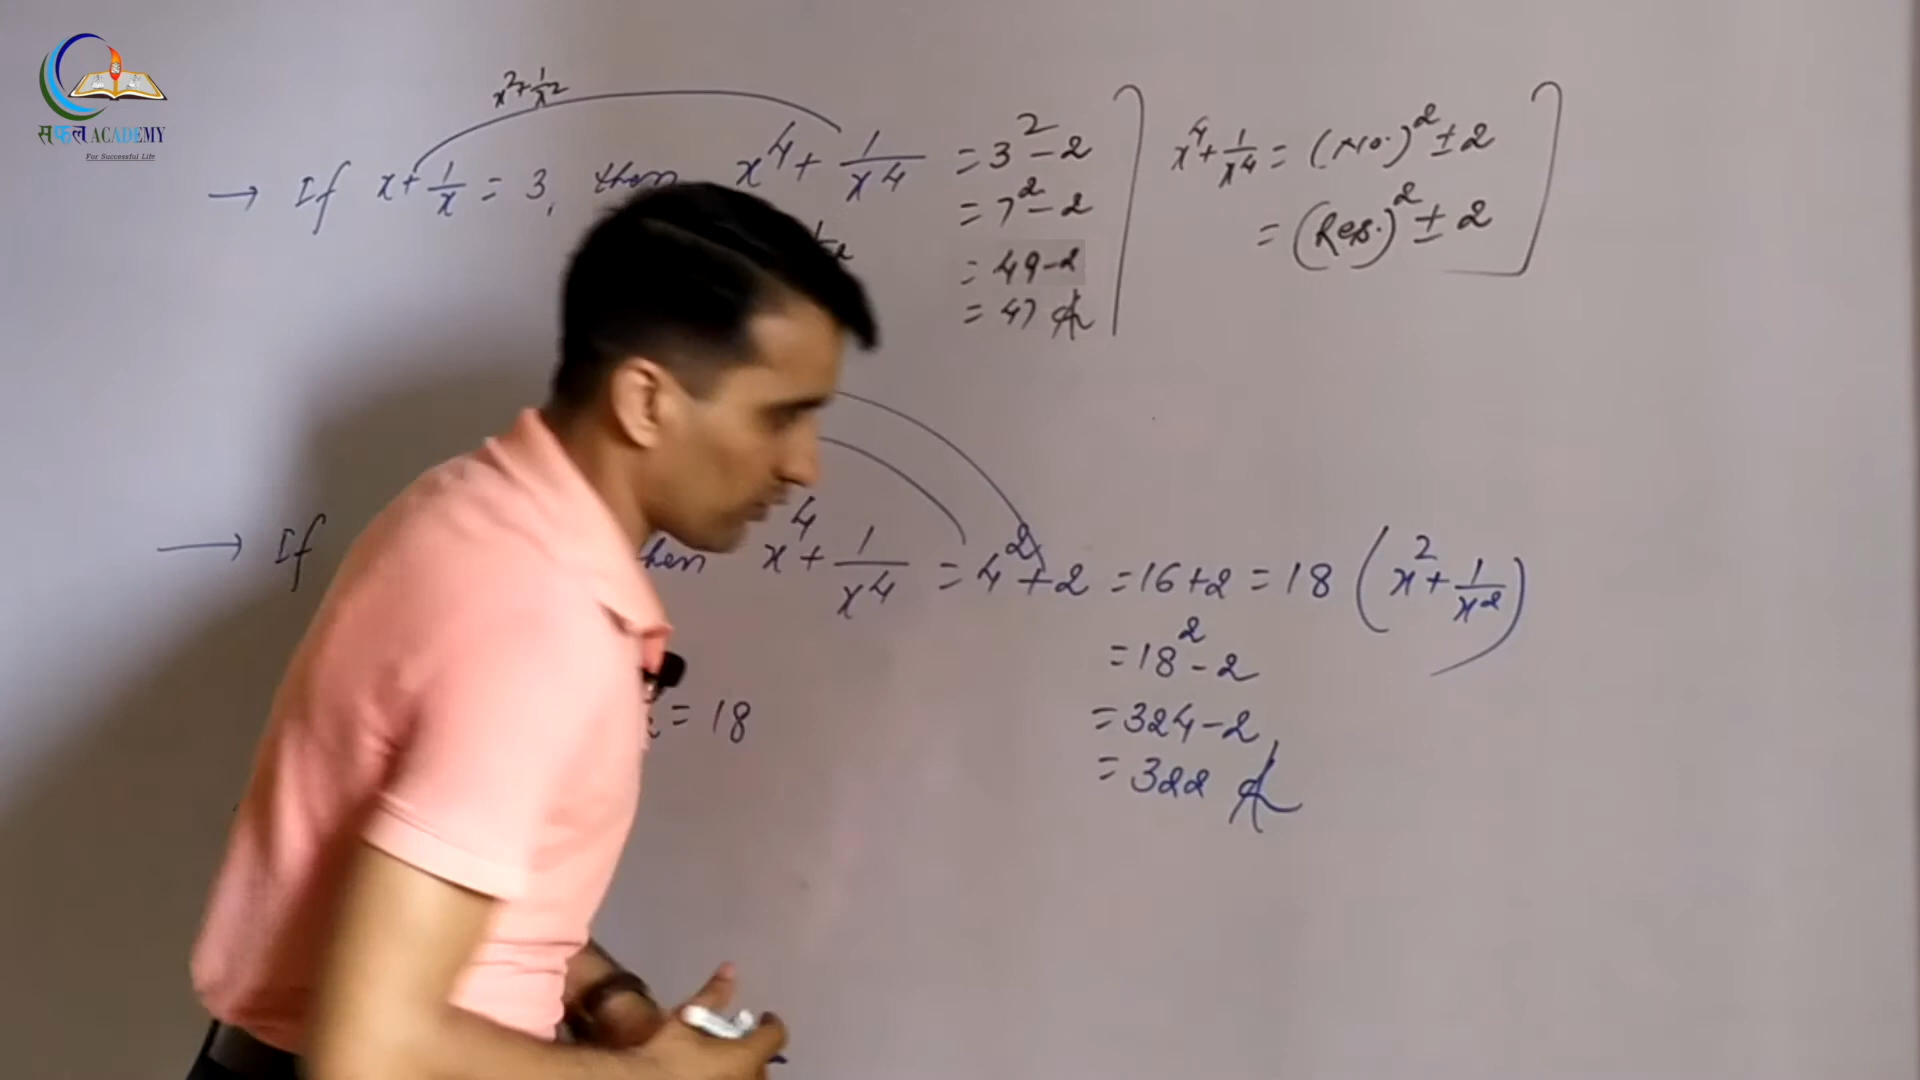 सफल ACADEMY
For Successful Life
x²+1/x²
→ If x+1/x = 3, then x⁴+1/x⁴ = 3²-2
= 7²-2
= 49-2
= 47
x⁴+1/x⁴ = (No.)²±2
= (Res.)²±2
→ If then x⁴+1/x⁴ = 4²+2 = 16+2 = 18 (x²+1/x²)
= 18²-2
= 324-2
= 322
= 18